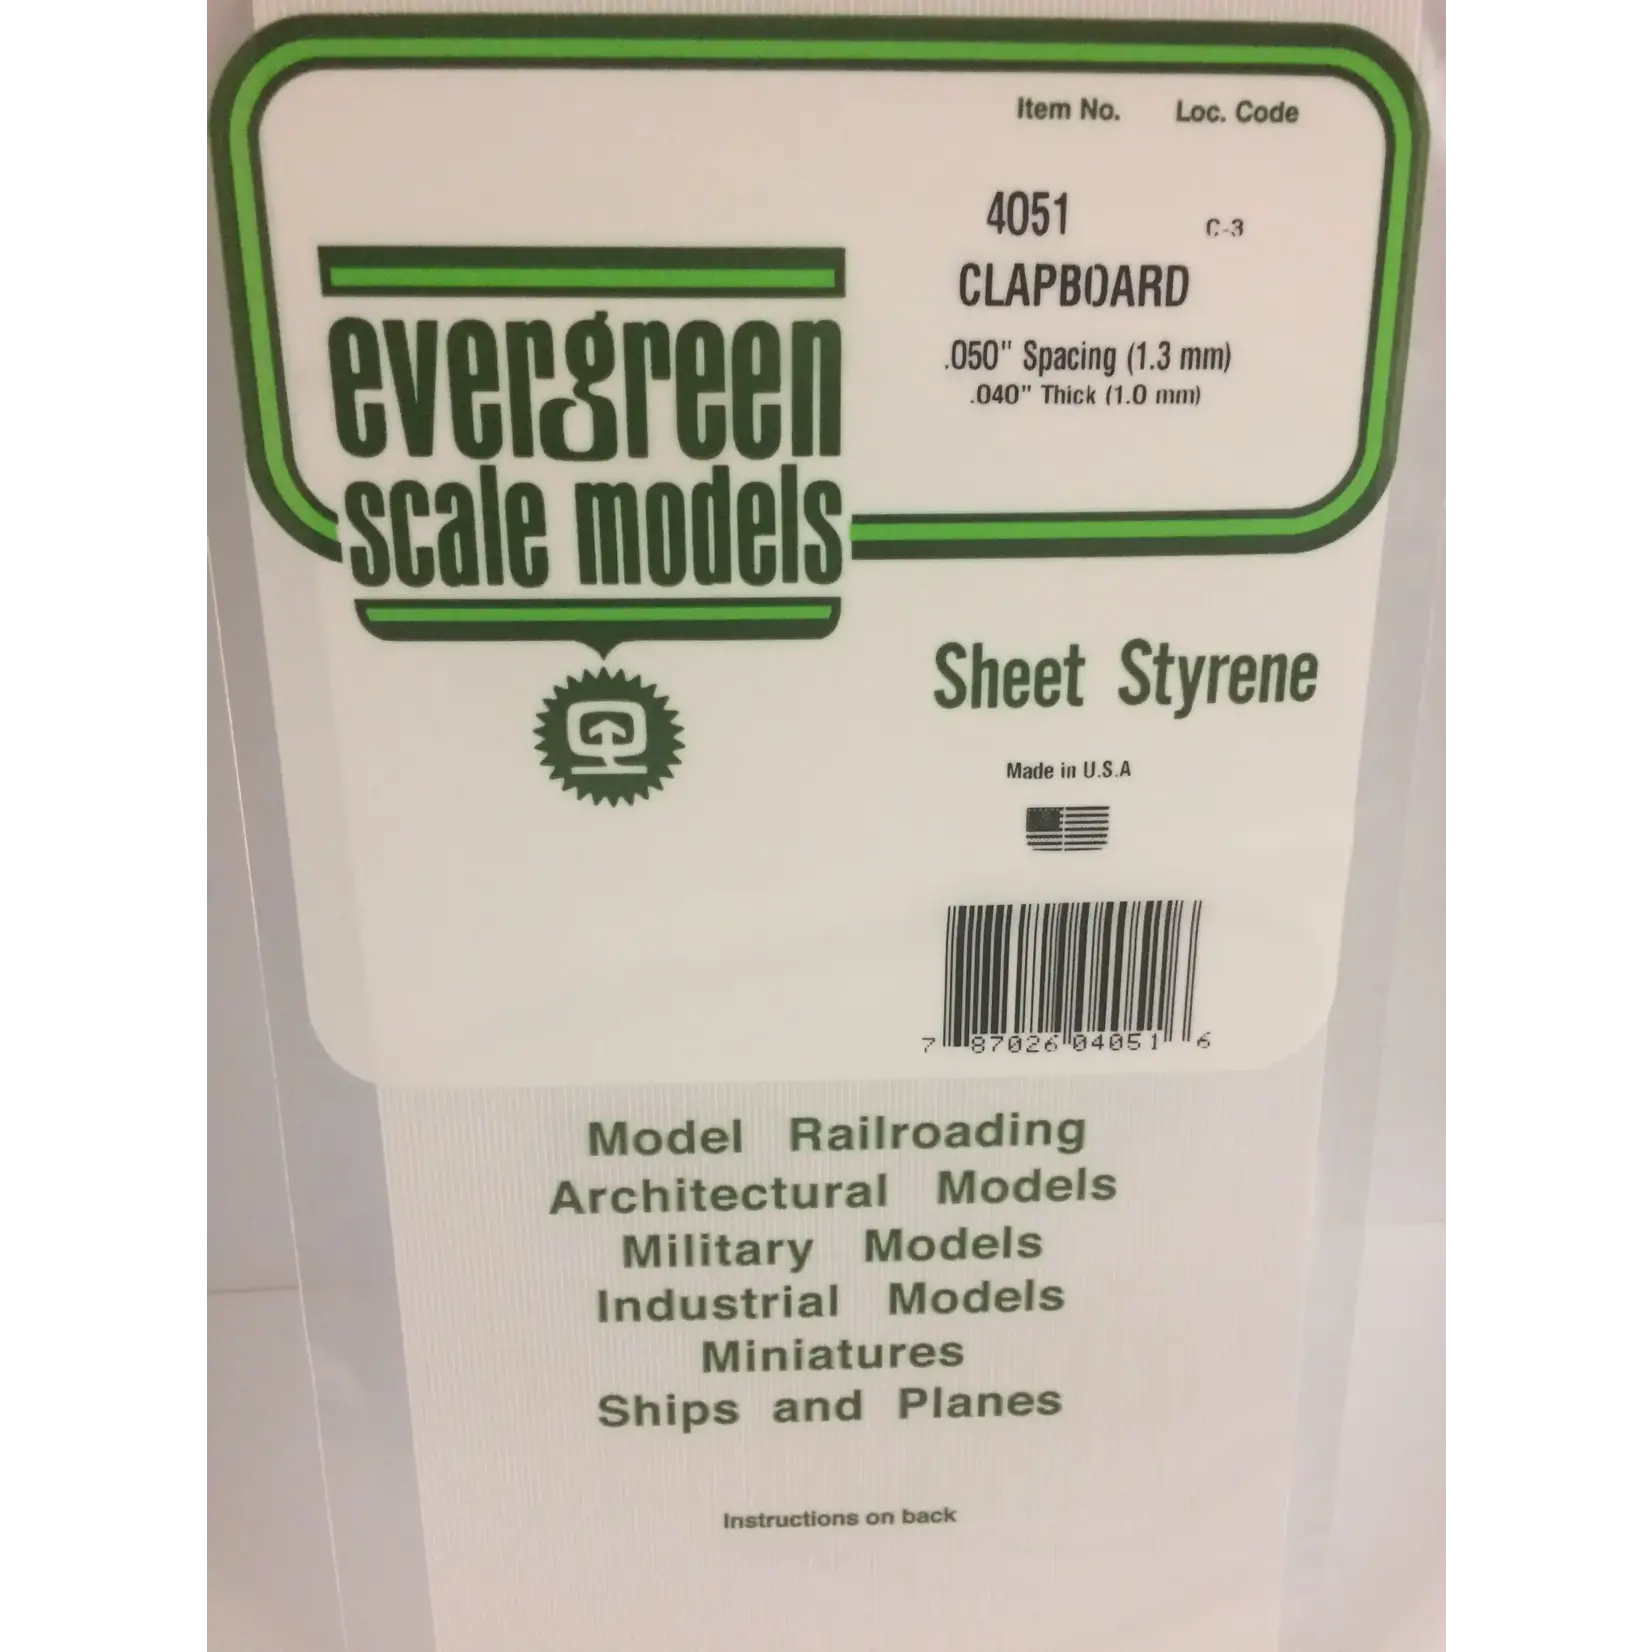 Item No. Loc. Code
4051 C-3
CLAPBOARD
.050" Spacing (1.3 mm)
.040" Thick (1.0 mm)
evergreen
scale models
Sheet Styrene
Made in U.S.A
7 87026 04051 6
Model Railroading
Architectural Models
Military Models
Industrial Models
Miniatures
Ships and Planes
Instructions on back